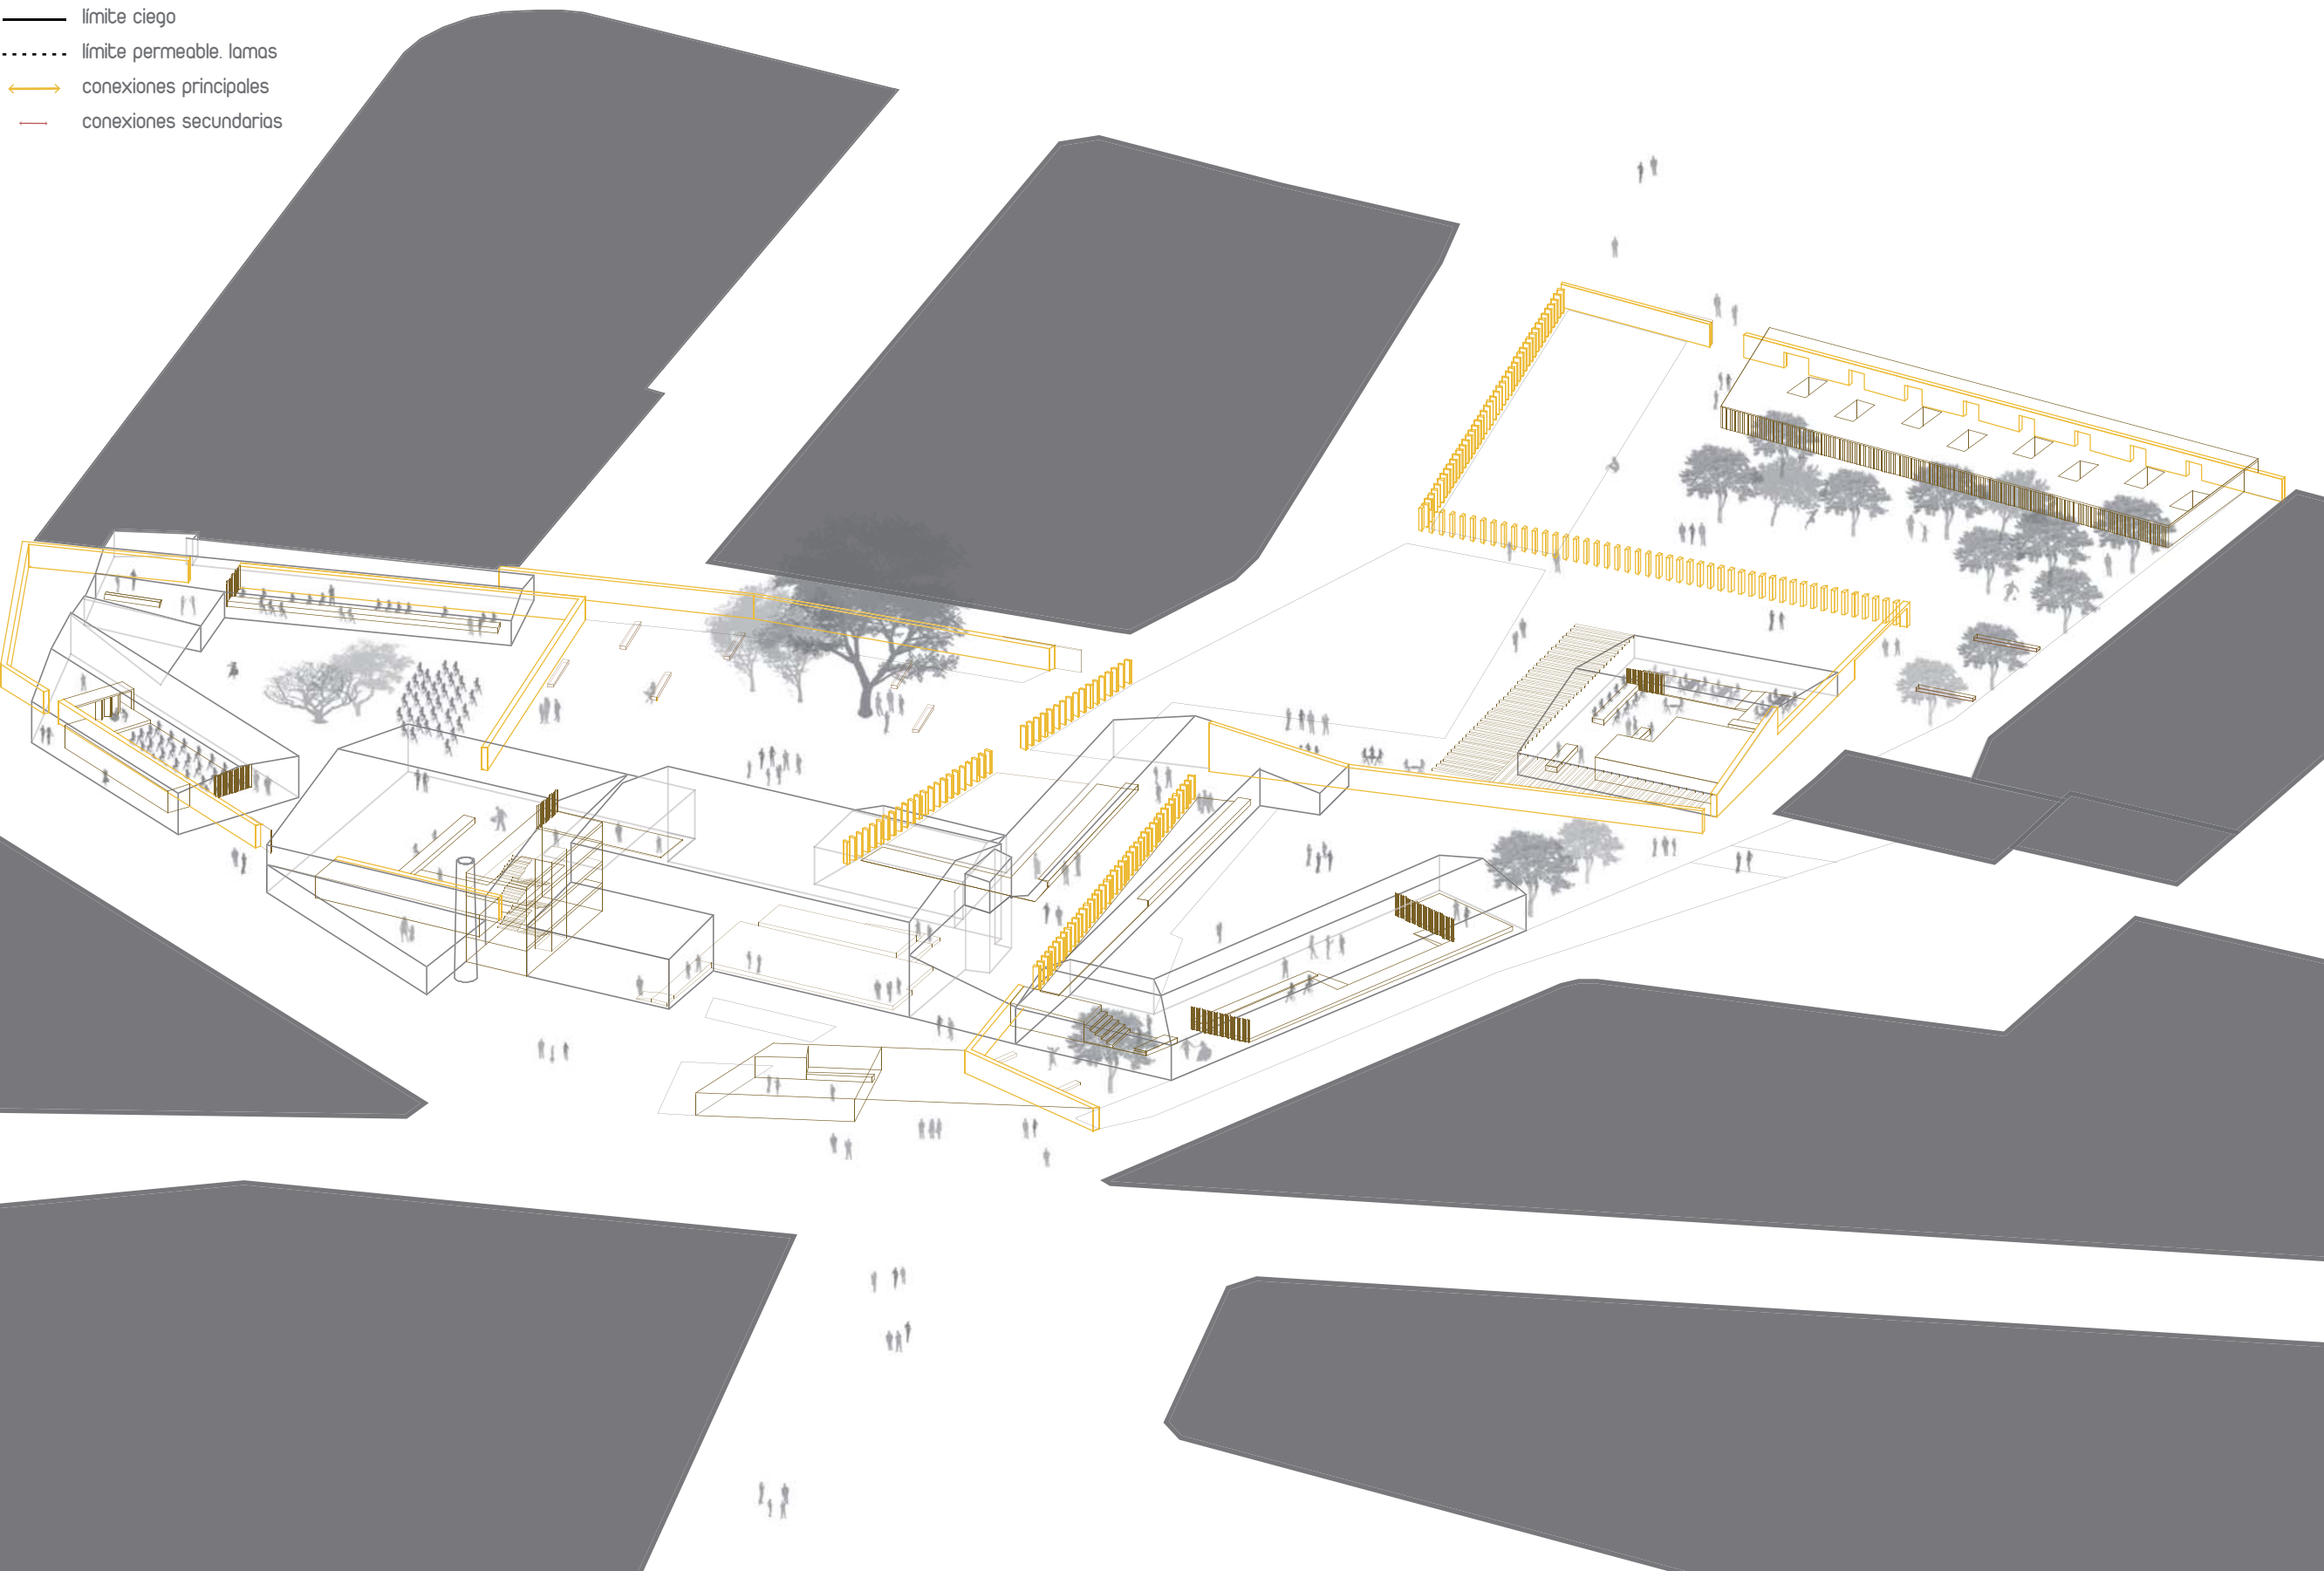 límite ciego
límite permeable. lamas
conexiones principales
conexiones secundarias